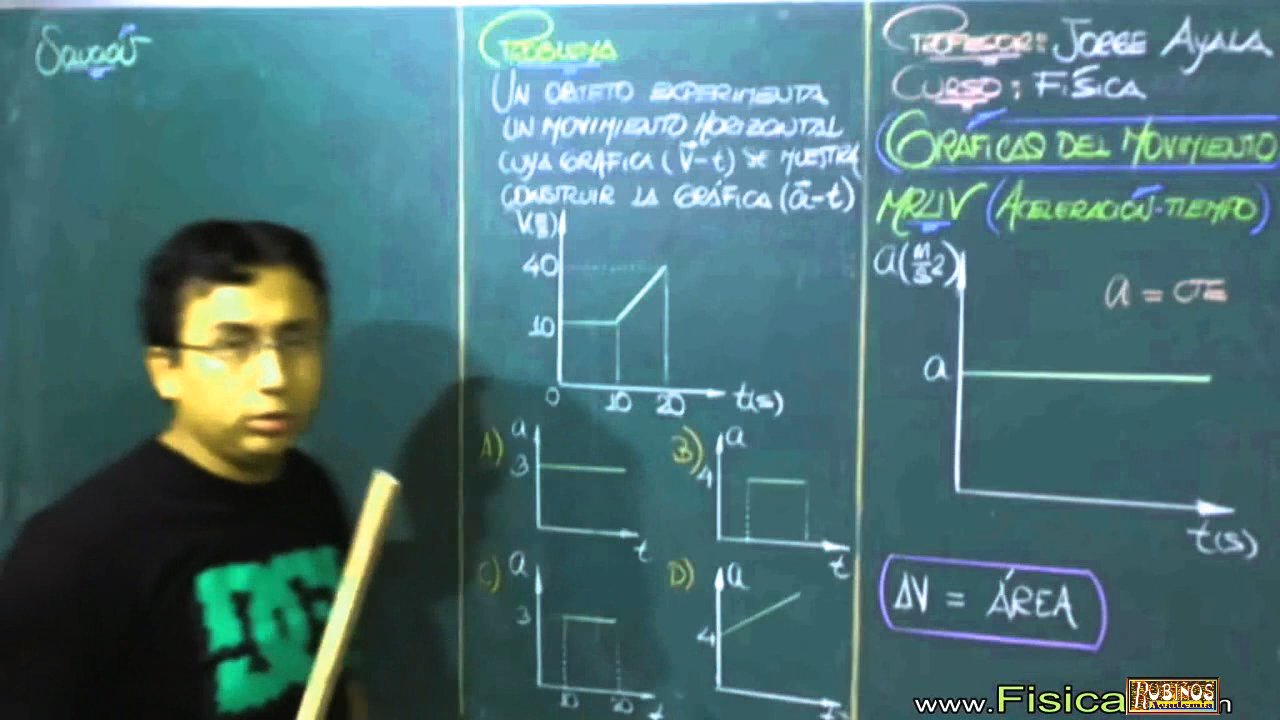 SOLUCIÓN
PROBLEMA
UN OBJETO EXPERIMENTA
UN MOVIMIENTO HORIZONTAL
CUYA GRÁFICA (V-t) SE MUESTRA
CONSTRUIR LA GRÁFICA (a-t)
V(m/s)
40
10
0 10 20 t(s)
A) a
3
t
B) a
4
t
C) a
3
10 20 t
D) a
4
PROFESOR: JORGE AYALA
CURSO: FÍSICA
GRÁFICAS DEL MOVIMIENTO
MRUV (ACELERACIÓN-TIEMPO)
a(m/s2)
a = cte
a
t(s)
ΔV = ÁREA
www.Fisica